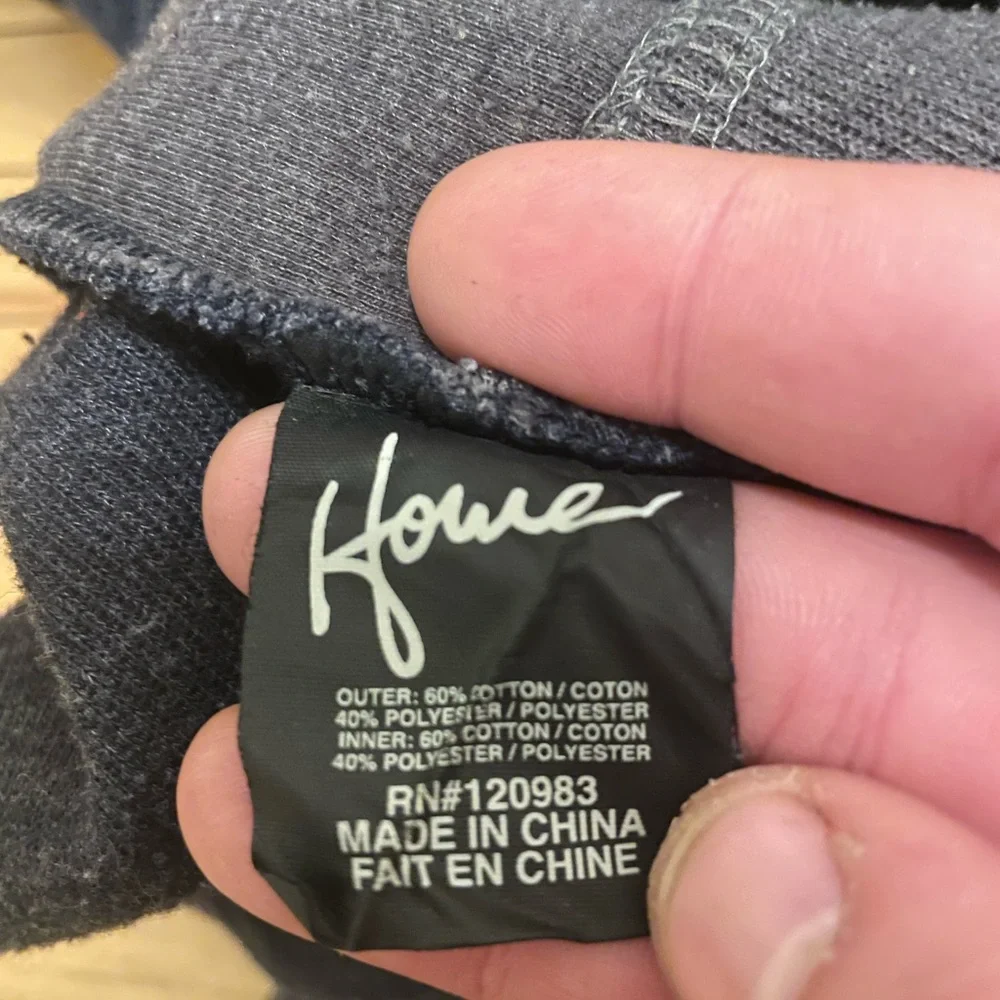 Howe
OUTER: 60% COTTON / COTON
40% POLYESTER / POLYESTER
INNER: 60% COTTON / COTON
40% POLYESTER / POLYESTER
RN#120983
MADE IN CHINA
FAIT EN CHINE